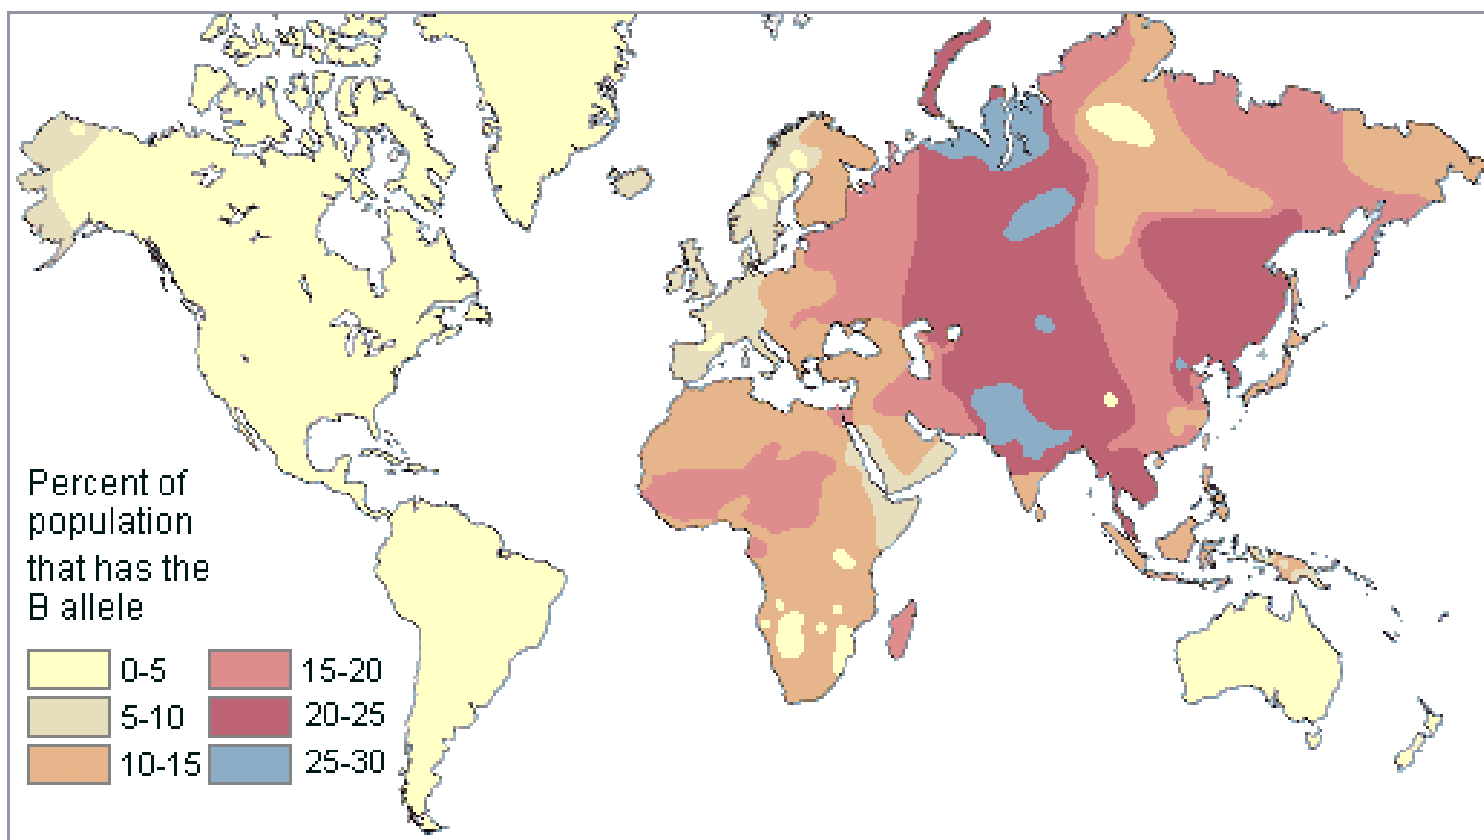 Percent of
population
that has the
B allele
0-5
15-20
5-10
20-25
10-15
25-30